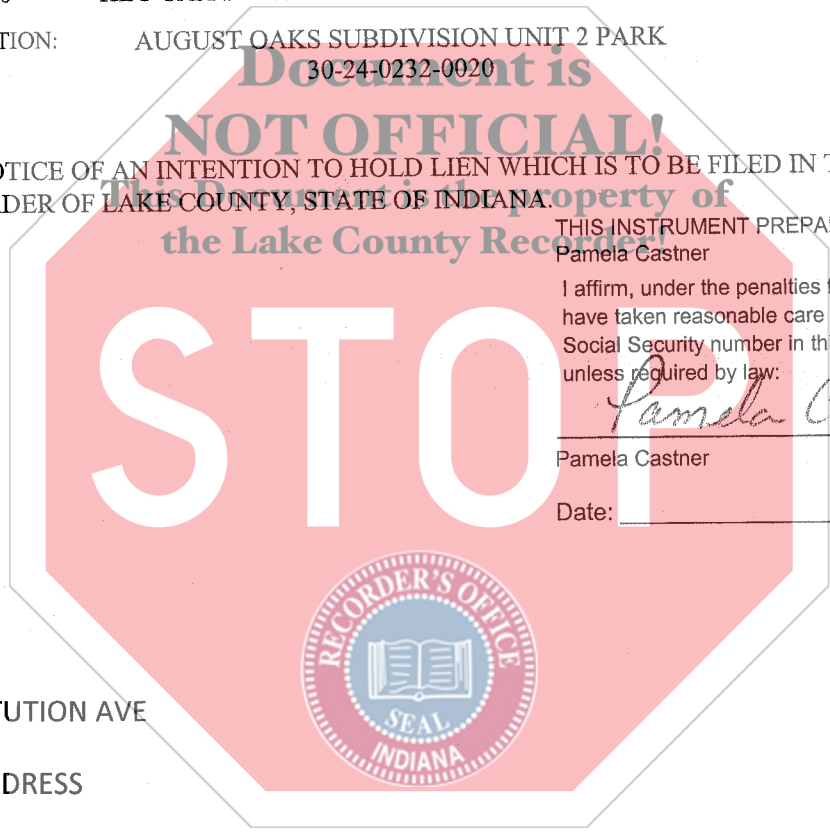 TION: AUGUST OAKS SUBDIVISION UNIT 2 PARK
30-24-0232-0020
Document is
NOT OFFICIAL!
OTICE OF AN INTENTION TO HOLD LIEN WHICH IS TO BE FILED IN T
This Document is the property of
RDER OF LAKE COUNTY, STATE OF INDIANA.
the Lake County Recorder!
THIS INSTRUMENT PREPA
Pamela Castner
I affirm, under the penalties f
have taken reasonable care
Social Security number in thi
unless required by law:
Pamela C
Pamela Castner
Date:
STOP
RECORDER'S OFFICE
SEAL
INDIANA
TUTION AVE
DRESS